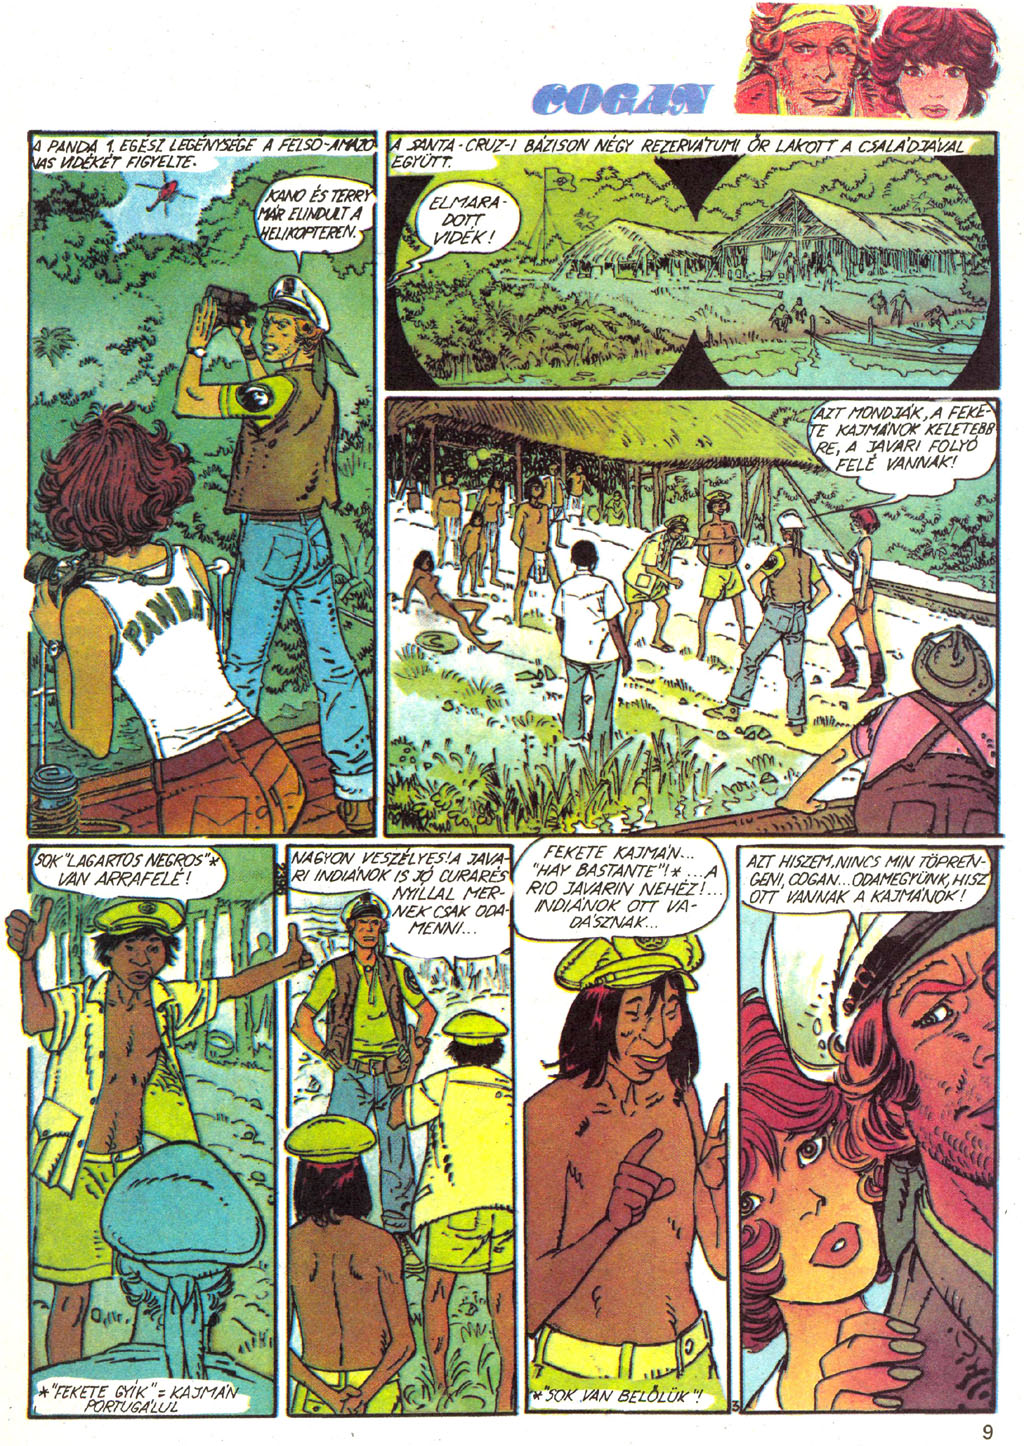 COGAN
A PANDA 1. EGÉSZ LEGÉNYSÉGE A FELSŐ-AMAZO-
NAS VIDÉKÉT FIGYELTE.
KANO ÉS TERRY
MÁR ELINDULT A
HELIKOPTEREN.
PANDA
A SANTA-CRUZ-I BÁZISON NÉGY REZERVÁTUMI ŐR LAKOTT A CSALÁDJÁVAL
EGYÜTT.
ELMARA-
DOTT
VIDÉK!
AZT MONDJÁK, A FEKE-
TE KAJMÁNOK KELETEBB-
RE, A JAVARI FOLYÓ
FELÉ VANNAK!
SOK "LAGARTOS NEGROS"*
VAN ARRAFELÉ!
*"FEKETE GYÍK" = KAJMÁN
PORTUGÁLUL
NAGYON VESZÉLYES! A JAVA-
RI INDIÁNOK IS JÓ CURARÉS
NYILLAL MER-
NEK CSAK ODA-
MENNI...
FEKETE KAJMÁN...
"HAY BASTANTE"!* ...A
RIO JAVARIN NEHÉZ!...
INDIÁNOK OTT VA-
DÁSZNAK...
*"SOK VAN BELŐLÜK"!
AZT HISZEM, NINCS MIN TÖPREN-
GENI, COGAN... ODAMEGYÜNK, HISZ
OTT VANNAK A KAJMÁNOK!
3
9